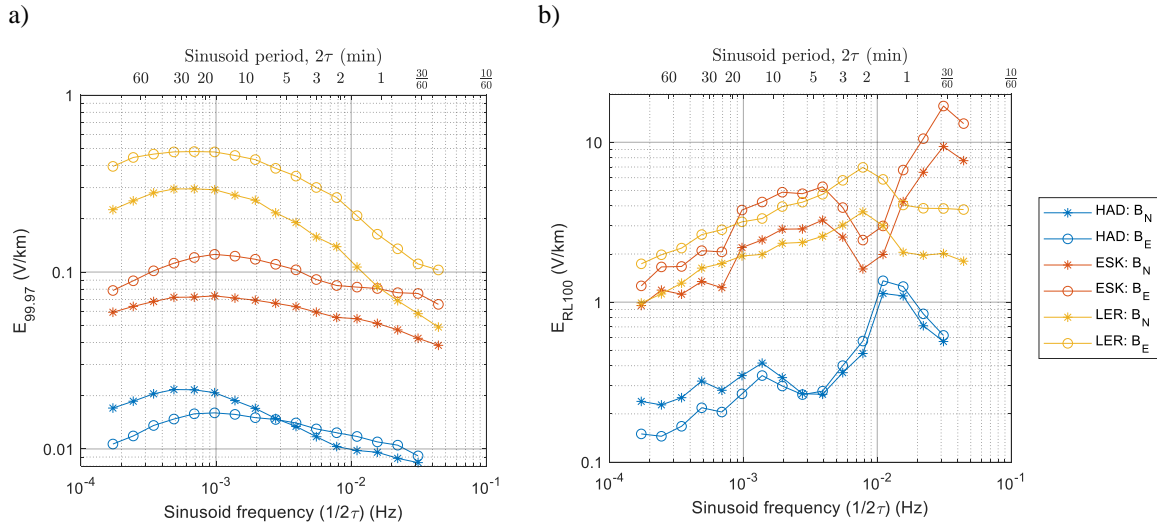 a)
b)
Sinusoid period, 2τ (min)
60 30 20 10 5 3 2 1 30/60 10/60
1
0.1
0.01
E99.97 (V/km)
10-4 10-3 10-2 10-1
Sinusoid frequency (1/2τ) (Hz)
Sinusoid period, 2τ (min)
60 30 20 10 5 3 2 1 30/60 10/60
10
1
0.1
ERL100 (V/km)
10-4 10-3 10-2 10-1
Sinusoid frequency (1/2τ) (Hz)
HAD: BN
HAD: BE
ESK: BN
ESK: BE
LER: BN
LER: BE